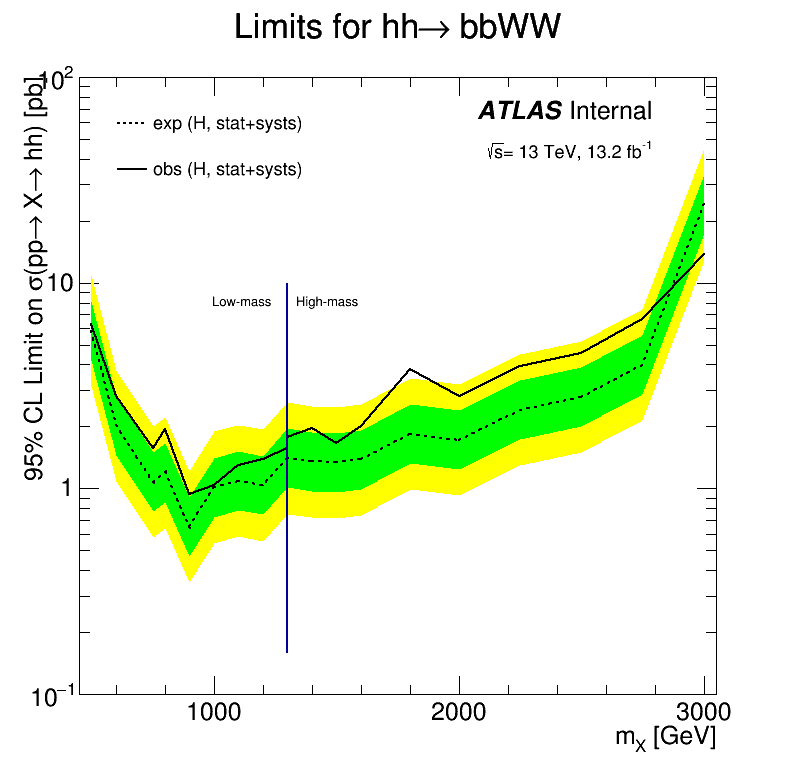 Limits for hh→ bbWW
95% CL Limit on σ(pp→ X→ hh) [pb]
10²
10
1
10⁻¹
exp (H, stat+systs)
obs (H, stat+systs)
ATLAS Internal
√s= 13 TeV, 13.2 fb⁻¹
Low-mass
High-mass
1000
2000
3000
m_X [GeV]